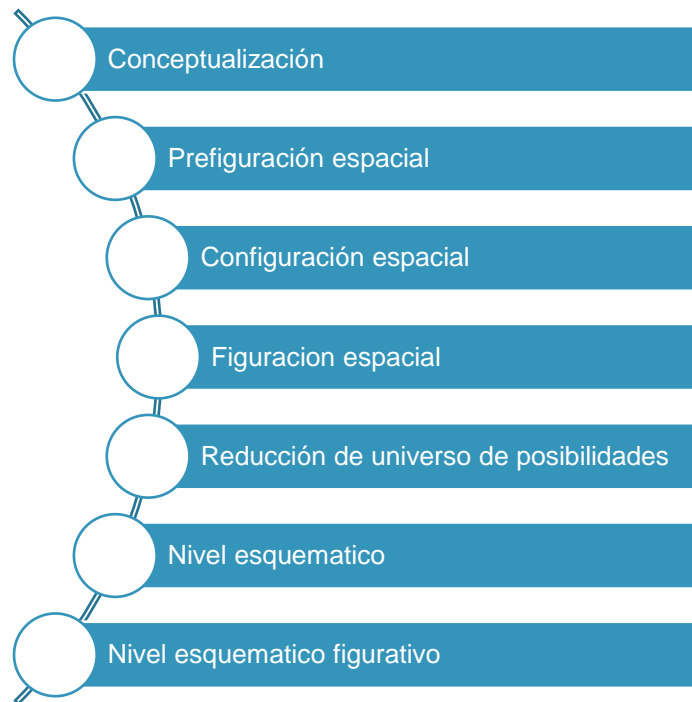 Conceptualización
Prefiguración espacial
Configuración espacial
Figuracion espacial
Reducción de universo de posibilidades
Nivel esquematico
Nivel esquematico figurativo